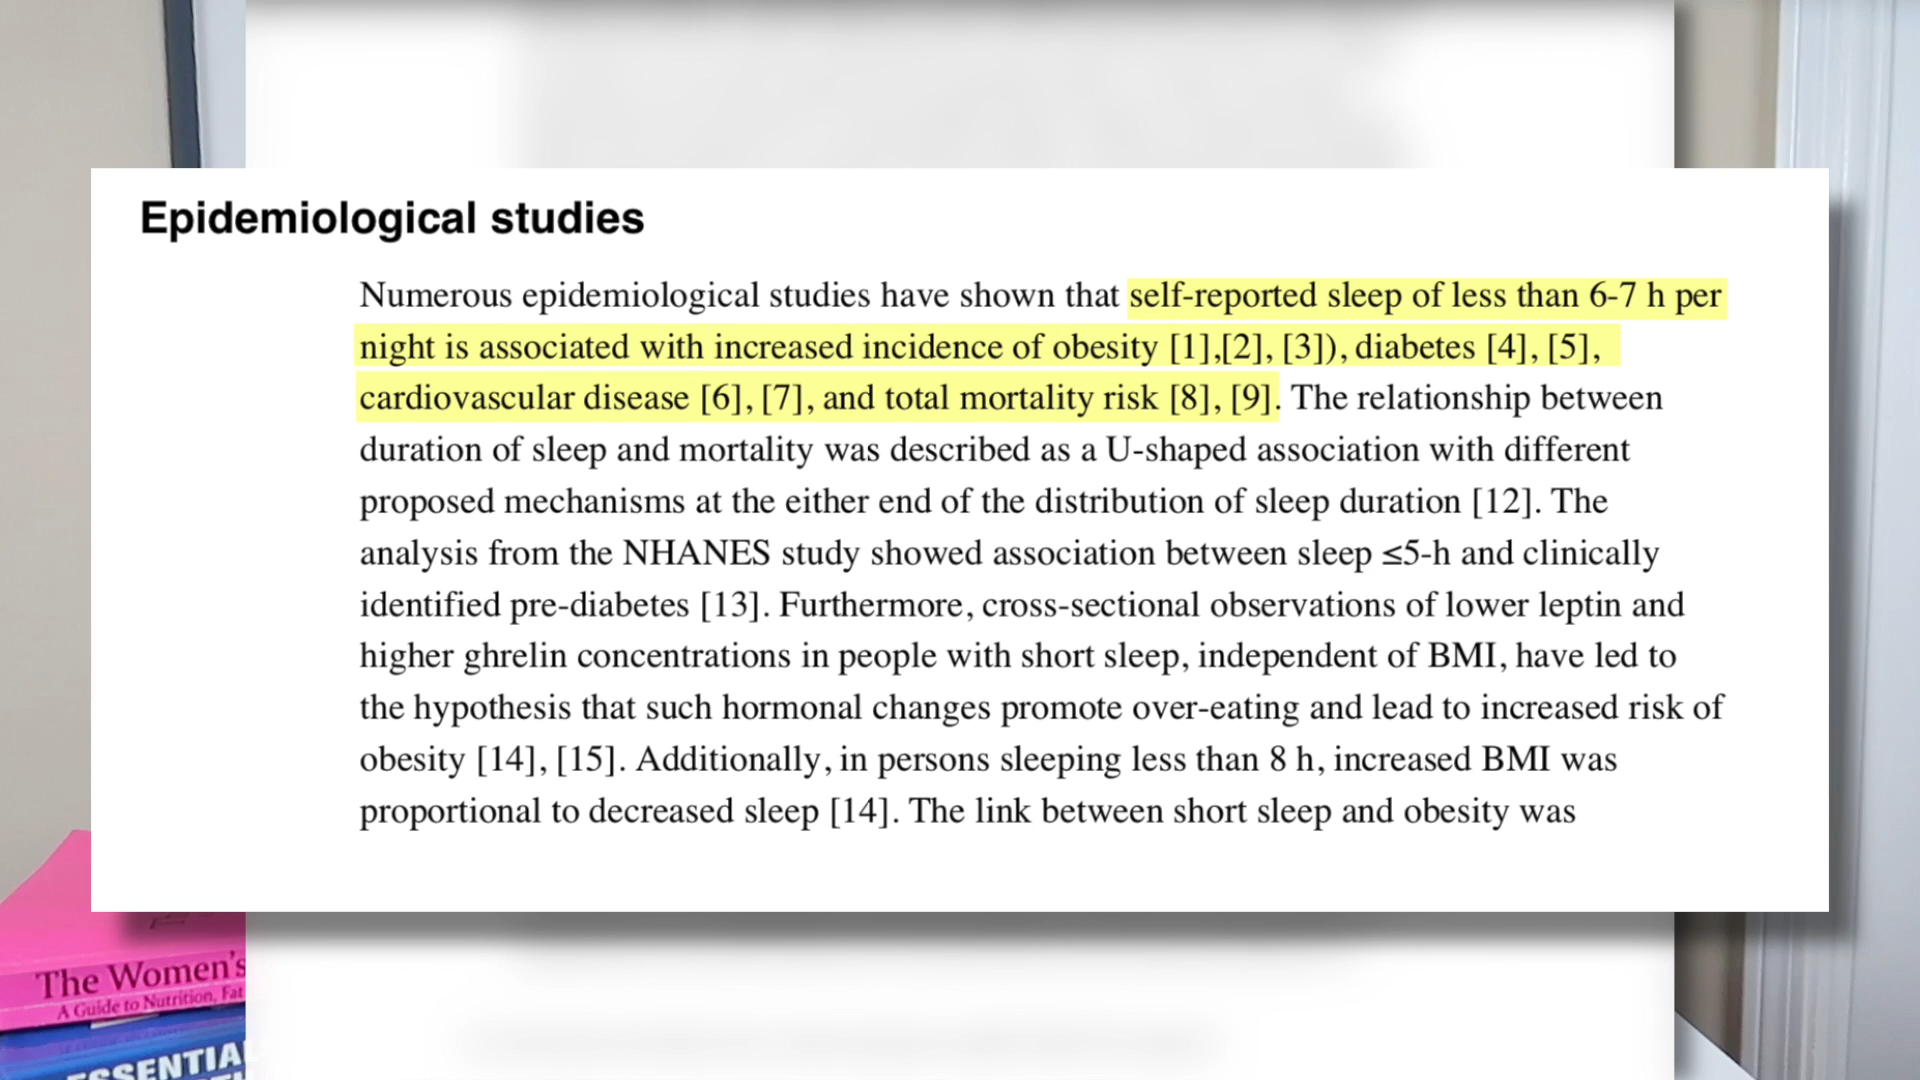 Epidemiological studies
Numerous epidemiological studies have shown that self-reported sleep of less than 6-7 h per
night is associated with increased incidence of obesity [1],[2], [3]), diabetes [4], [5],
cardiovascular disease [6], [7], and total mortality risk [8], [9]. The relationship between
duration of sleep and mortality was described as a U-shaped association with different
proposed mechanisms at the either end of the distribution of sleep duration [12]. The
analysis from the NHANES study showed association between sleep ≤5-h and clinically
identified pre-diabetes [13]. Furthermore, cross-sectional observations of lower leptin and
higher ghrelin concentrations in people with short sleep, independent of BMI, have led to
the hypothesis that such hormonal changes promote over-eating and lead to increased risk of
obesity [14], [15]. Additionally, in persons sleeping less than 8 h, increased BMI was
proportional to decreased sleep [14]. The link between short sleep and obesity was
The Women's
A Guide to Nutrition, Fat
ESSENTIAL